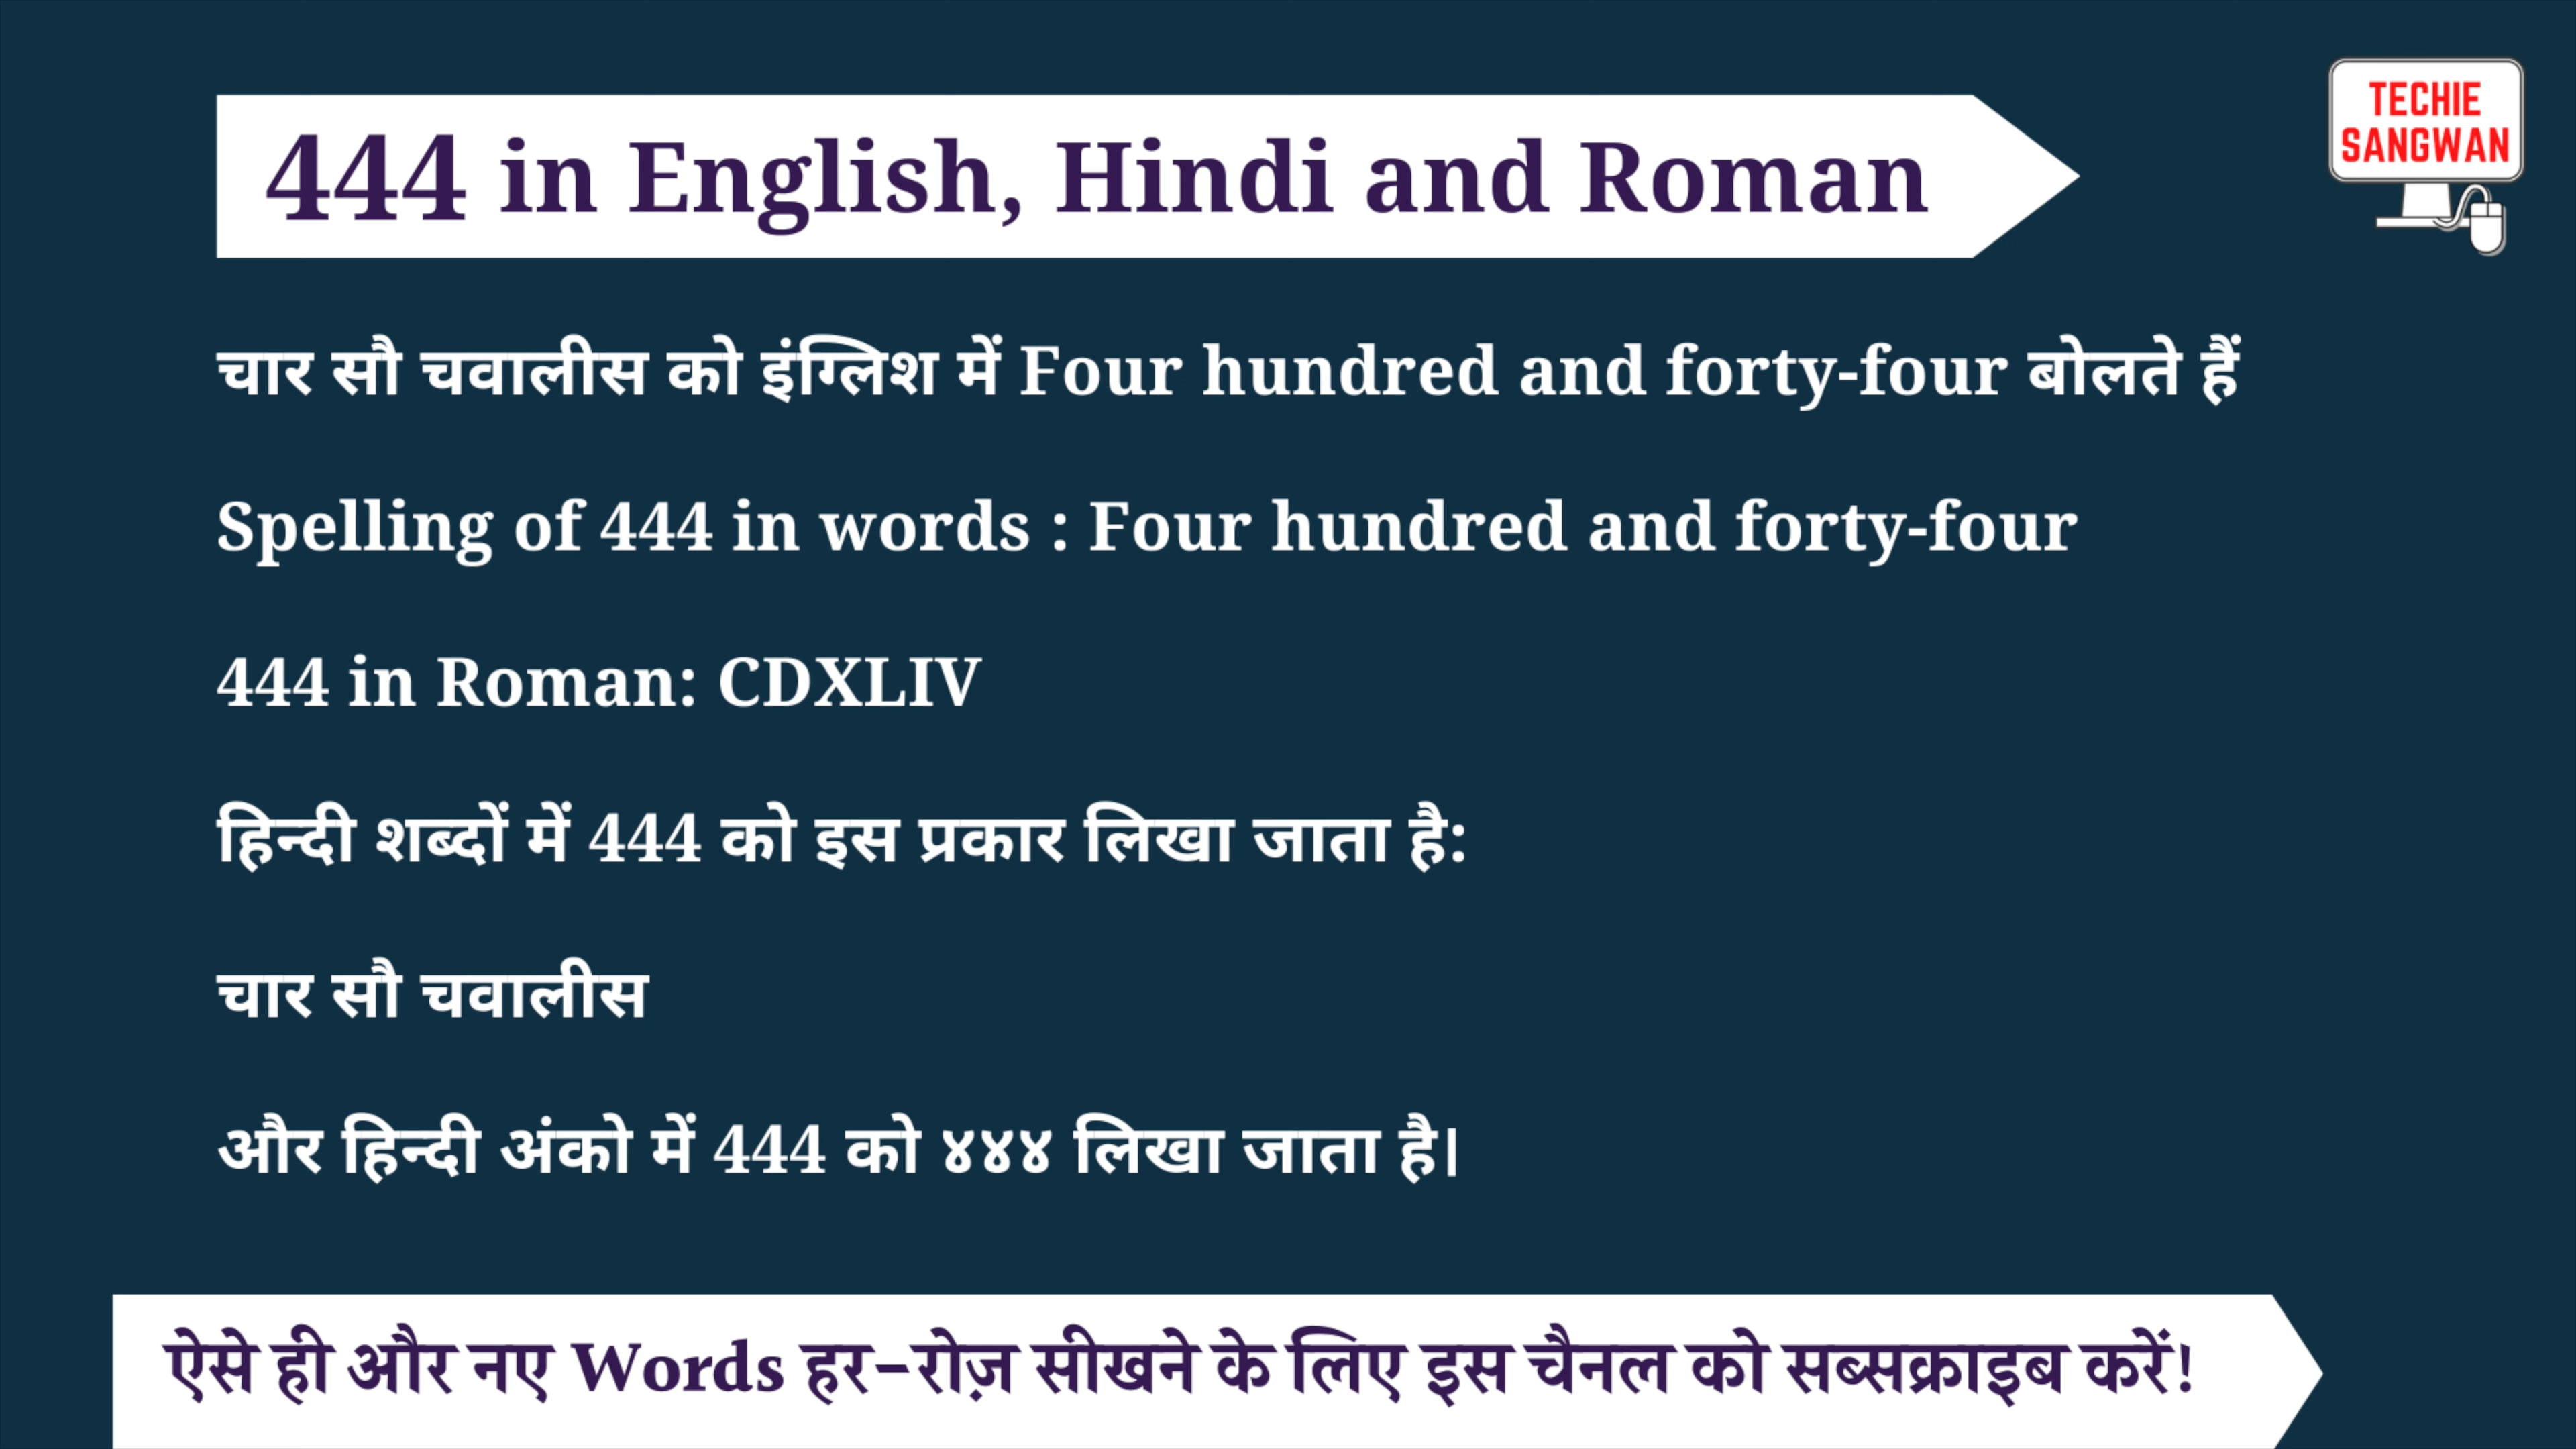 444 in English, Hindi and Roman
TECHIE
SANGWAN
चार सौ चवालीस को इंग्लिश में Four hundred and forty-four बोलते हैं
Spelling of 444 in words : Four hundred and forty-four
444 in Roman: CDXLIV
हिन्दी शब्दों में 444 को इस प्रकार लिखा जाता है:
चार सौ चवालीस
और हिन्दी अंको में 444 को ४४४ लिखा जाता है।
ऐसे ही और नए Words हर-रोज़ सीखने के लिए इस चैनल को सब्सक्राइब करें!